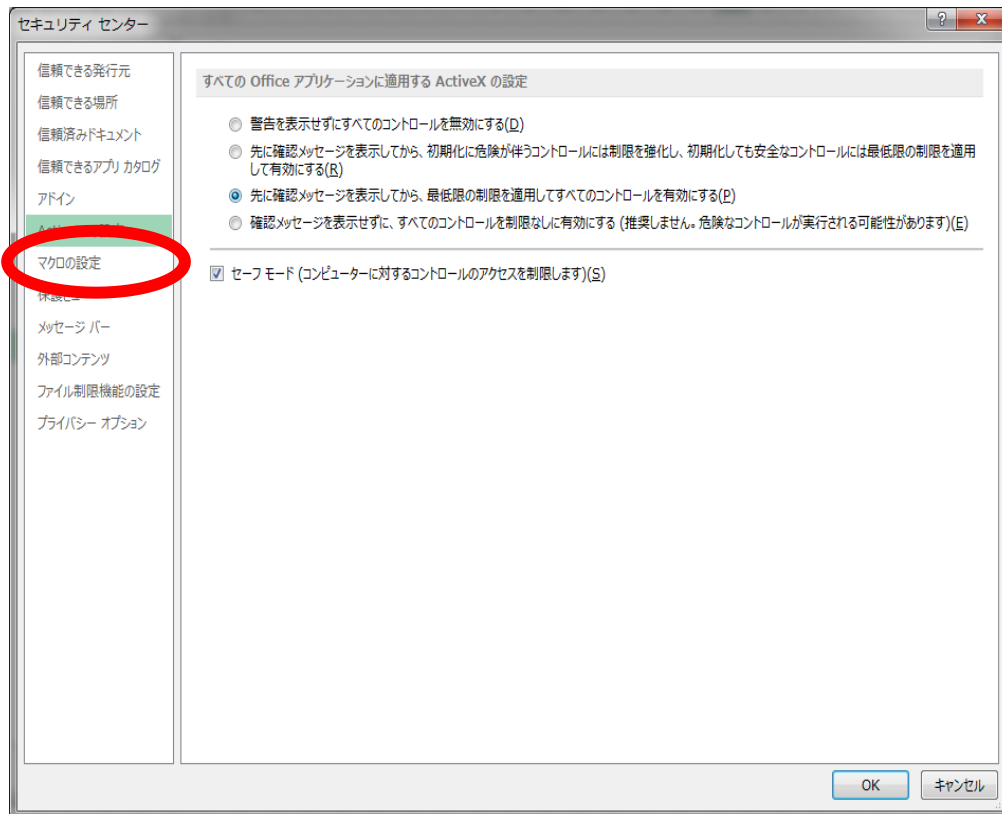 セキュリティ センター
信頼できる発行元
信頼できる場所
信頼済みドキュメント
信頼できるアプリ カタログ
アドイン
マクロの設定
メッセージ バー
外部コンテンツ
ファイル制限機能の設定
プライバシー オプション
すべての Office アプリケーションに適用する ActiveX の設定
警告を表示せずにすべてのコントロールを無効にする(D)
先に確認メッセージを表示してから、初期化に危険が伴うコントロールには制限を強化し、初期化しても安全なコントロールには最低限の制限を適用
して有効にする(R)
先に確認メッセージを表示してから、最低限の制限を適用してすべてのコントロールを有効にする(P)
確認メッセージを表示せずに、すべてのコントロールを制限なしに有効にする (推奨しません。危険なコントロールが実行される可能性があります)(E)
セーフ モード (コンピューターに対するコントロールのアクセスを制限します)(S)
OK
キャンセル